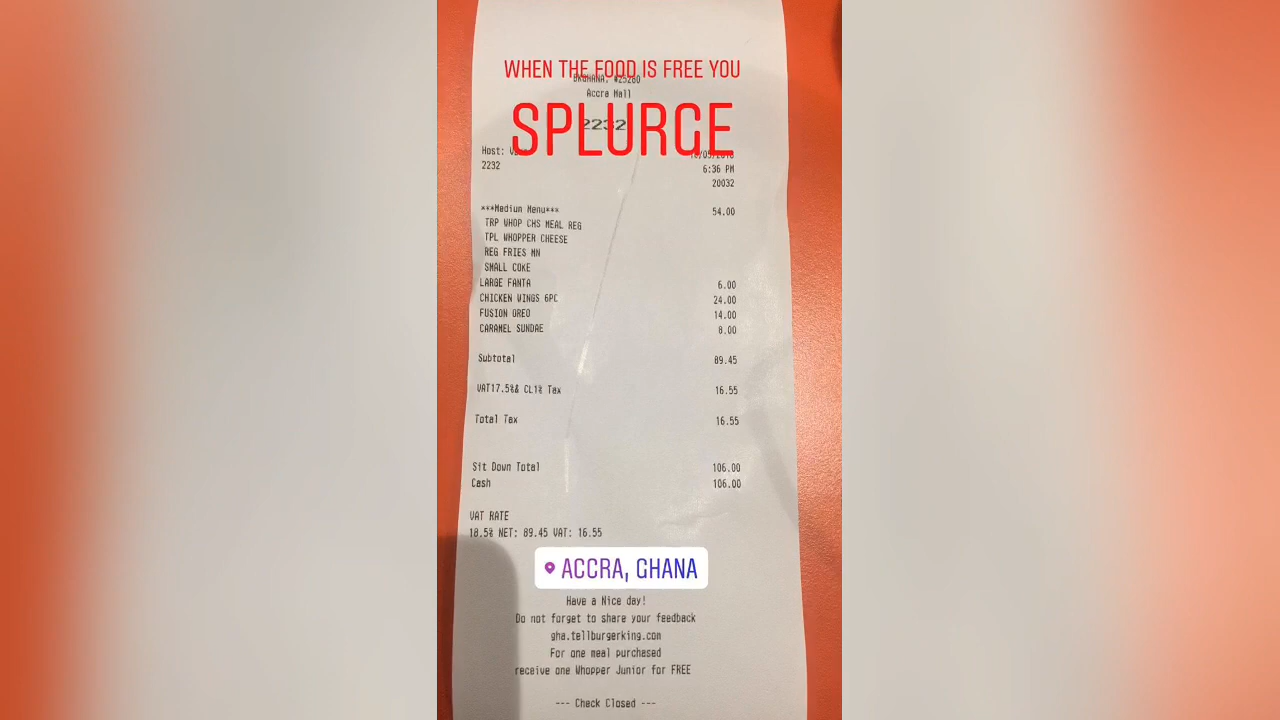 WHEN THE FOOD IS FREE YOU
BKGHANA, #25260
Accra Mall
SPLURGE
2232
Host:
2232
6:36 PM
20032
***Medium Menu*** 54.00
TRP WHOP CHS MEAL REG
TPL WHOPPER CHEESE
REG FRIES MN
SMALL COKE
LARGE FANTA 6.00
CHICKEN WINGS 6PC 24.00
FUSION OREO 14.00
CARAMEL SUNDAE 8.00
Subtotal 89.45
VAT17.5%& CL1% Tax 16.55
Total Tax 16.55
Sit Down Total 106.00
Cash 106.00
VAT RATE
18.5% NET: 89.45 VAT: 16.55
ACCRA, GHANA
Have a Nice day!
Do not forget to share your feedback
gha.tellburgerking.com
For one meal purchased
receive one Whopper Junior for FREE
--- Check Closed ---